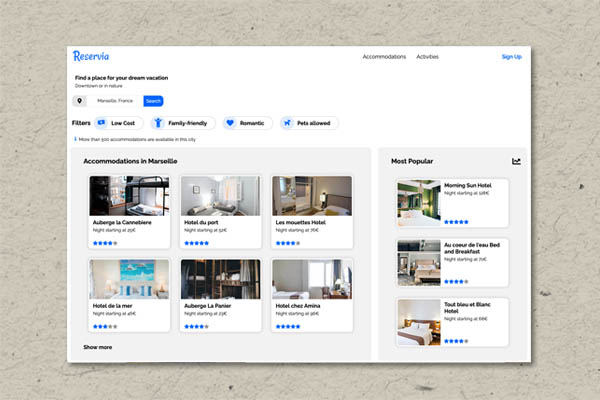 Reservia
Accommodations
Activities
Sign Up
Find a place for your dream vacation
Downtown or in nature
Marseille, France
Search
Filters
Low Cost
Family-friendly
Romantic
Pets allowed
More than 500 accommodations are available in this city
Accommodations in Marseille
Auberge la Cannebiere
Night starting at 25€
Hotel du port
Night starting at 52€
Les mouettes Hotel
Night starting at 76€
Hotel de la mer
Night starting at 46€
Auberge La Panier
Night starting at 23€
Hotel chez Amina
Night starting at 96€
Show more
Most Popular
Morning Sun Hotel
Night starting at 128€
Au coeur de l'eau Bed
and Breakfast
Night starting at 71€
Tout bleu et Blanc
Hotel
Night starting at 68€